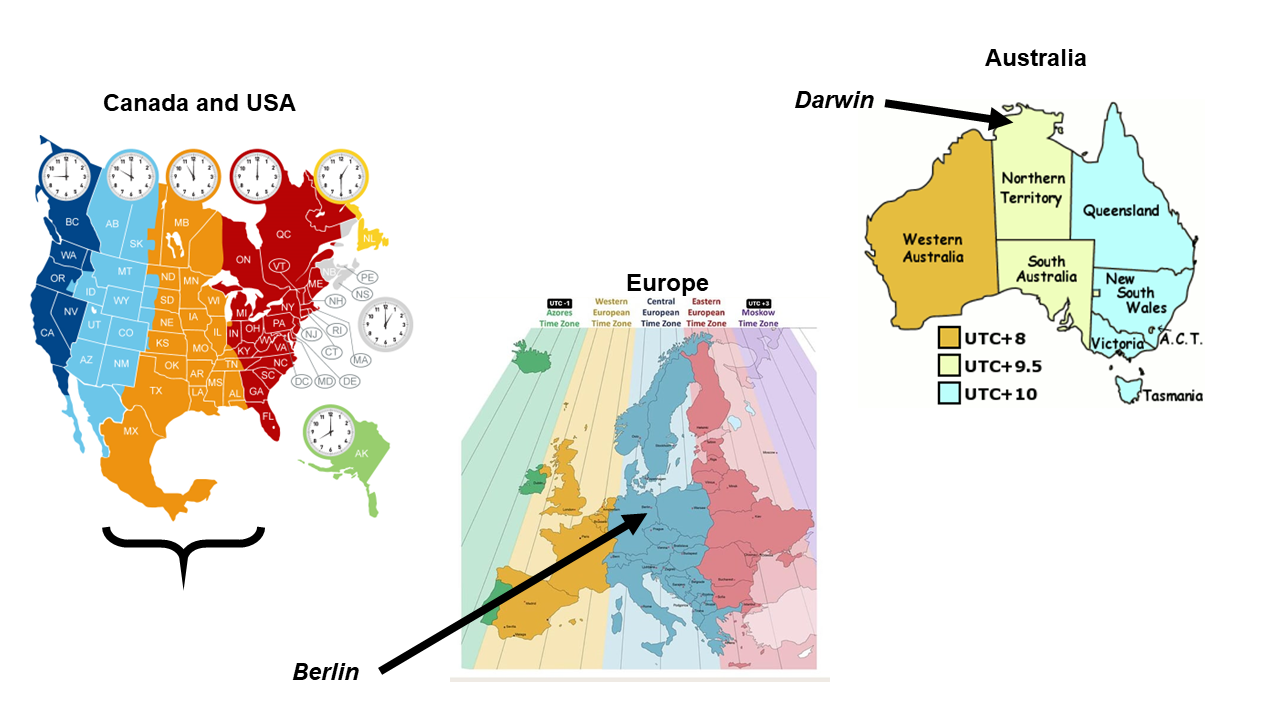 Australia
Darwin
Canada and USA
Northern
Territory
Queensland
Western
Australia
South
Australia
New
South
Wales
Victoria
A.C.T.
Tasmania
UTC+8
UTC+9.5
UTC+10
BC
AB
SK
MB
ON
QC
NL
NB
PE
NS
WA
OR
CA
NV
ID
MT
WY
UT
CO
AZ
NM
ND
SD
NE
KS
OK
TX
MN
IA
MO
AR
LA
WI
IL
MS
AL
TN
MI
IN
OH
KY
WV
VA
PA
NY
NC
SC
GA
FL
ME
VT
NH
RI
MA
CT
NJ
DE
MD
DC
MX
AK
Europe
UTC -1
Azores
Time Zone
Western
European
Time Zone
Central
European
Time Zone
Eastern
European
Time Zone
UTC +3
Moskow
Time Zone
Berlin